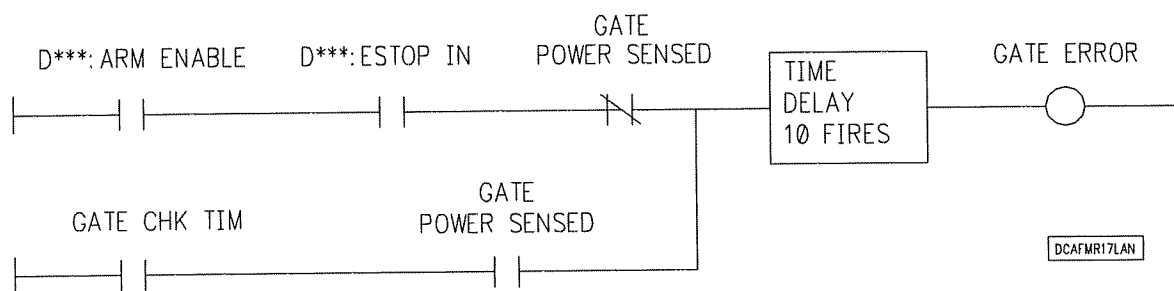 D***: ARM ENABLE
D***: ESTOP IN
GATE
POWER SENSED
TIME
DELAY
10 FIRES
GATE ERROR
GATE CHK TIM
GATE
POWER SENSED
DCAFMR17LAN